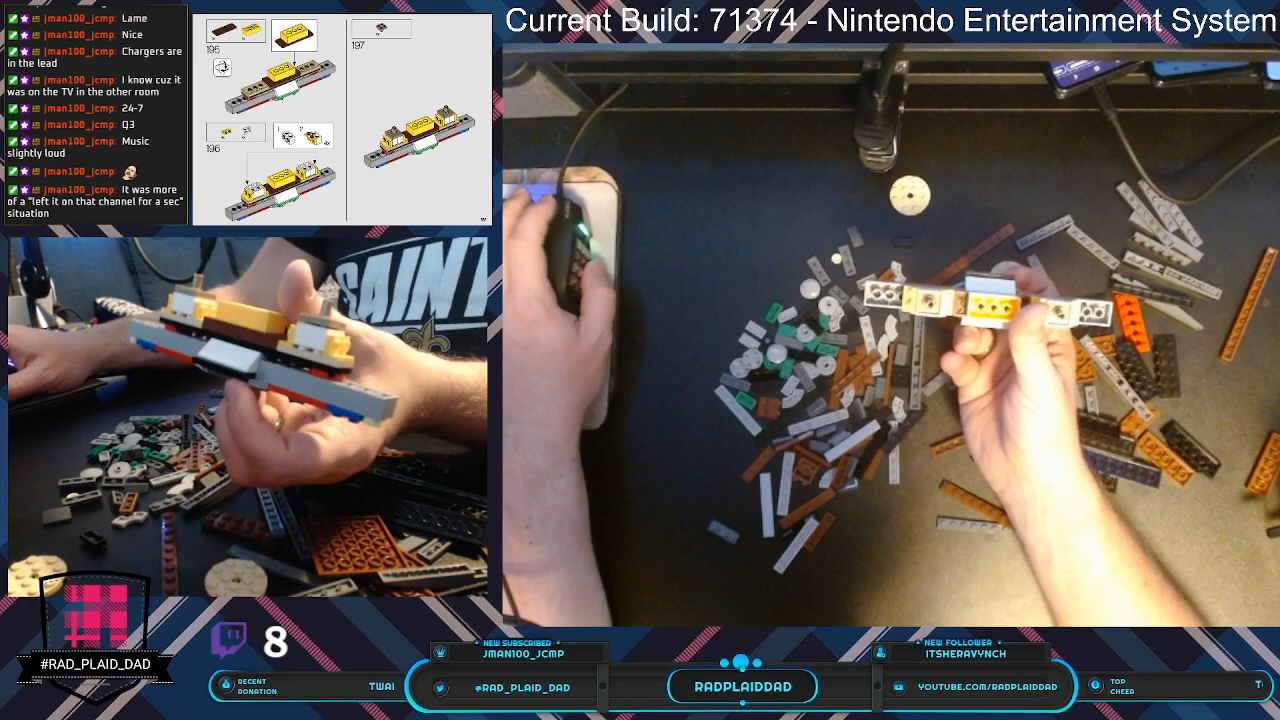 Current Build: 71374 - Nintendo Entertainment System
jman100_jcmp: Lame
jman100_jcmp: Nice
jman100_jcmp: Chargers are
in the lead
jman100_jcmp: I know cuz it
was on the TV in the other room
jman100_jcmp: 24-7
jman100_jcmp: Q3
jman100_jcmp: Music
slightly loud
jman100_jcmp:
jman100_jcmp: It was more
of a "left it on that channel for a sec"
situation
195
197
1
2
4x
196
SAINT
#RAD_PLAID_DAD
8
NEW SUBSCRIBER
JMAN100_JCMP
NEW FOLLOWER
ITSHERAVYNCH
RECENT
DONATION
TWAI
@RAD_PLAID_DAD
RADPLAIDDAD
YOUTUBE.COM/RADPLAIDDAD
TOP
CHEER